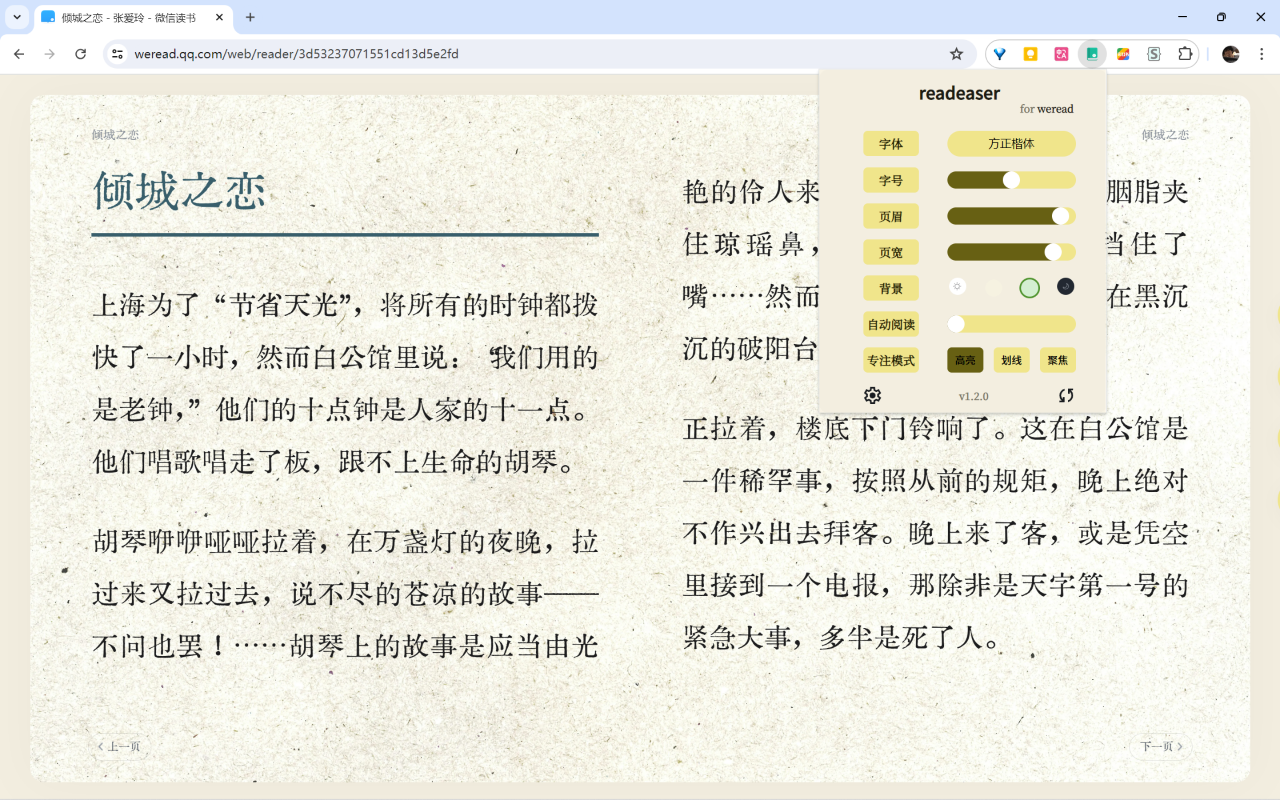 倾城之恋 - 张爱玲 - 微信读书
weread.qq.com/web/reader/3d53237071551cd13d5e2fd
倾城之恋
倾城之恋
上海为了“节省天光”，将所有的时钟都拨
快了一小时，然而白公馆里说：“我们用的
是老钟，”他们的十点钟是人家的十一点。
他们唱歌唱走了板，跟不上生命的胡琴。
胡琴咿咿哑哑拉着，在万盏灯的夜晚，拉
过来又拉过去，说不尽的苍凉的故事——
不问也罢！……胡琴上的故事是应当由光
上一页
倾城之恋
艳的伶人来
胭脂夹
住琼瑶鼻，
挡住了
嘴……然而
在黑沉
沉的破阳台
正拉着，楼底下门铃响了。这在白公馆是
一件稀罕事，按照从前的规矩，晚上绝对
不作兴出去拜客。晚上来了客，或是凭空
里接到一个电报，那除非是天字第一号的
紧急大事，多半是死了人。
下一页
readeaser
for weread
字体 方正楷体
字号
页眉
页宽
背景
自动阅读
专注模式 高亮 划线 聚焦
v1.2.0